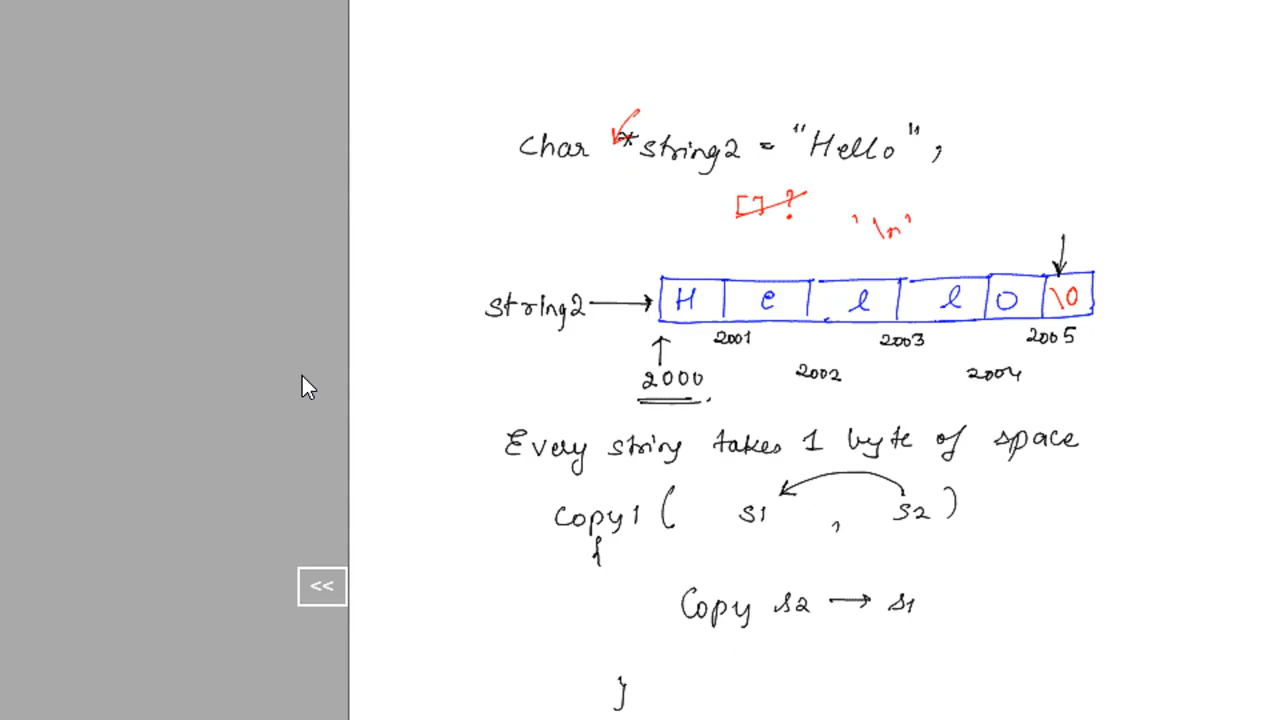 Char *string2 = "Hello";
[] ?
'\n'
string2 H e l l o \0
2001 2003 2005
2000 2002 2004
Every string takes 1 byte of space
Copy1 ( s1 , s2 )
{
Copy s2 → s1
}
<<